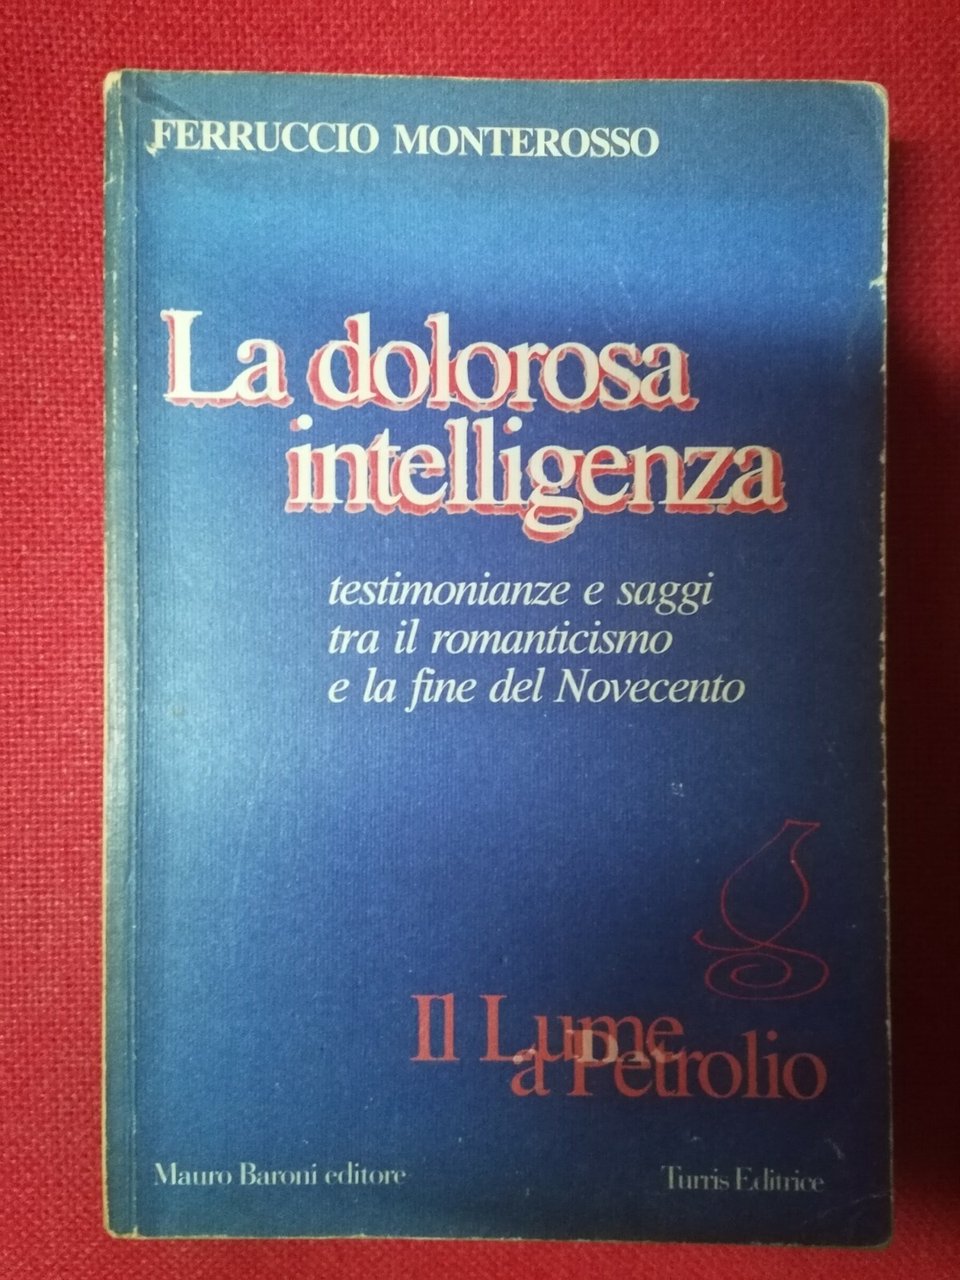 FERRUCCIO MONTEROSSO
La dolorosa
intelligenza
testimonianze e saggi
tra il romanticismo
e la fine del Novecento
Il Lume
a Petrolio
Mauro Baroni editore
Turris Editrice